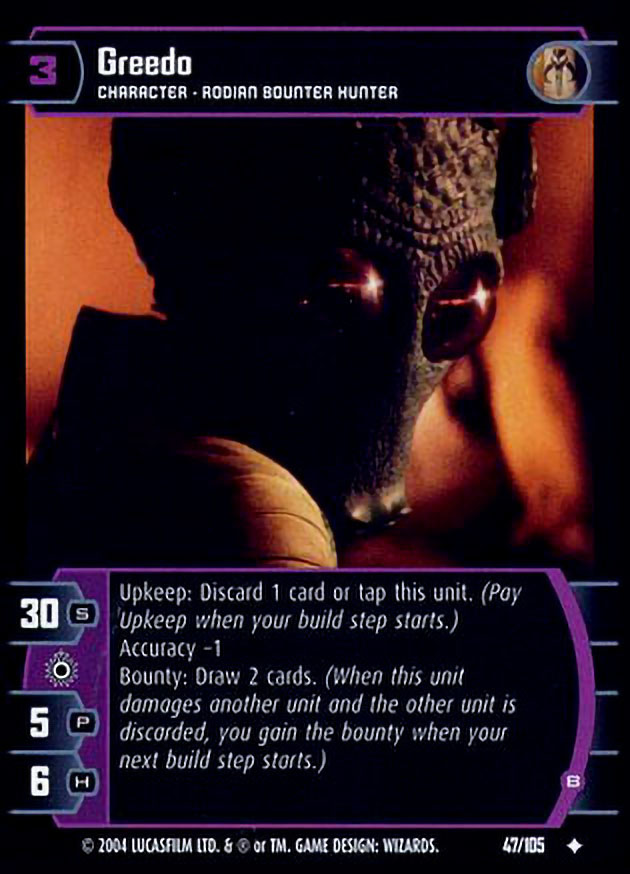 3
Greedo
CHARACTER - RODIAN BOUNTER HUNTER
Upkeep: Discard 1 card or tap this unit. (Pay
Upkeep when your build step starts.)
Accuracy -1
Bounty: Draw 2 cards. (When this unit
damages another unit and the other unit is
discarded, you gain the bounty when your
next build step starts.)
30 S
5 P
6 H
B
© 2004 LUCASFILM LTD. & ® or TM. GAME DESIGN: WIZARDS.
47/105